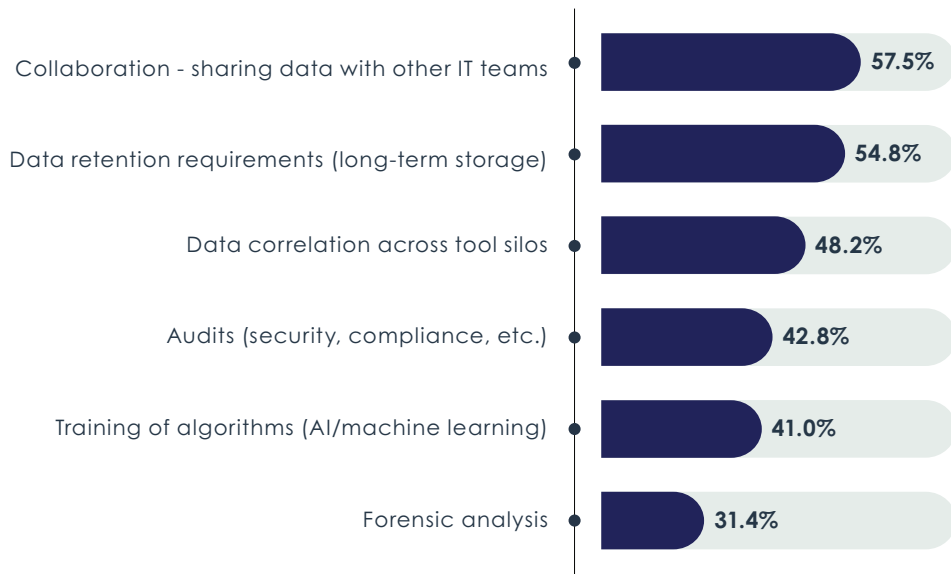 Collaboration - sharing data with other IT teams
57.5%
Data retention requirements (long-term storage)
54.8%
Data correlation across tool silos
48.2%
Audits (security, compliance, etc.)
42.8%
Training of algorithms (AI/machine learning)
41.0%
Forensic analysis
31.4%